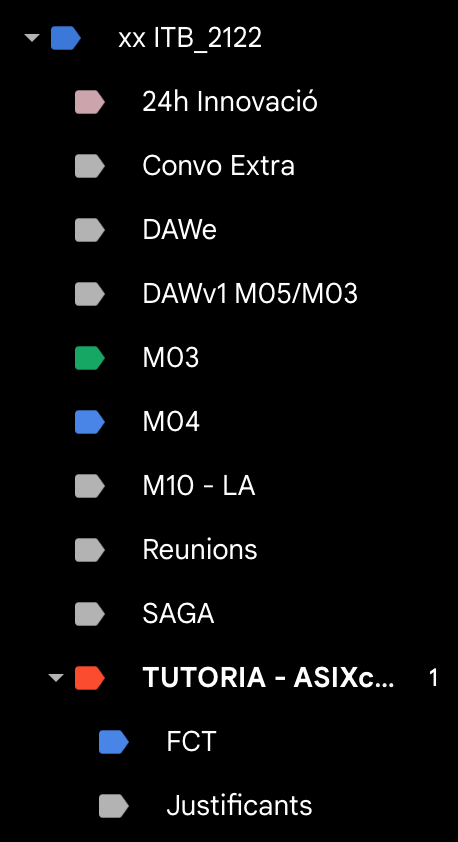 xx ITB_2122
24h Innovació
Convo Extra
DAWe
DAWv1 M05/M03
M03
M04
M10 - LA
Reunions
SAGA
TUTORIA - ASIXc... 1
FCT
Justificants